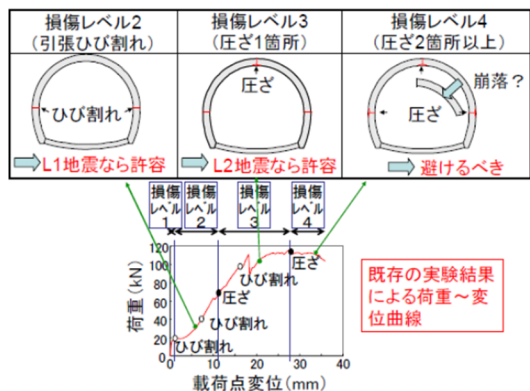 損傷レベル2
(引張ひび割れ)
ひび割れ
L1地震なら許容
損傷レベル3
(圧ざ1箇所)
圧ざ
L2地震なら許容
損傷レベル4
(圧ざ2箇所以上)
崩落?
圧ざ
避けるべき
損傷
レベル
1
損傷
レベル
2
損傷
レベル
3
損傷
レベル
4
120
100
80
60
40
20
0
荷重(kN)
圧ざ
ひび割れ
圧ざ
ひび割れ
ひび割れ
0
10
20
30
40
載荷点変位(mm)
既存の実験結果
による荷重~変
位曲線